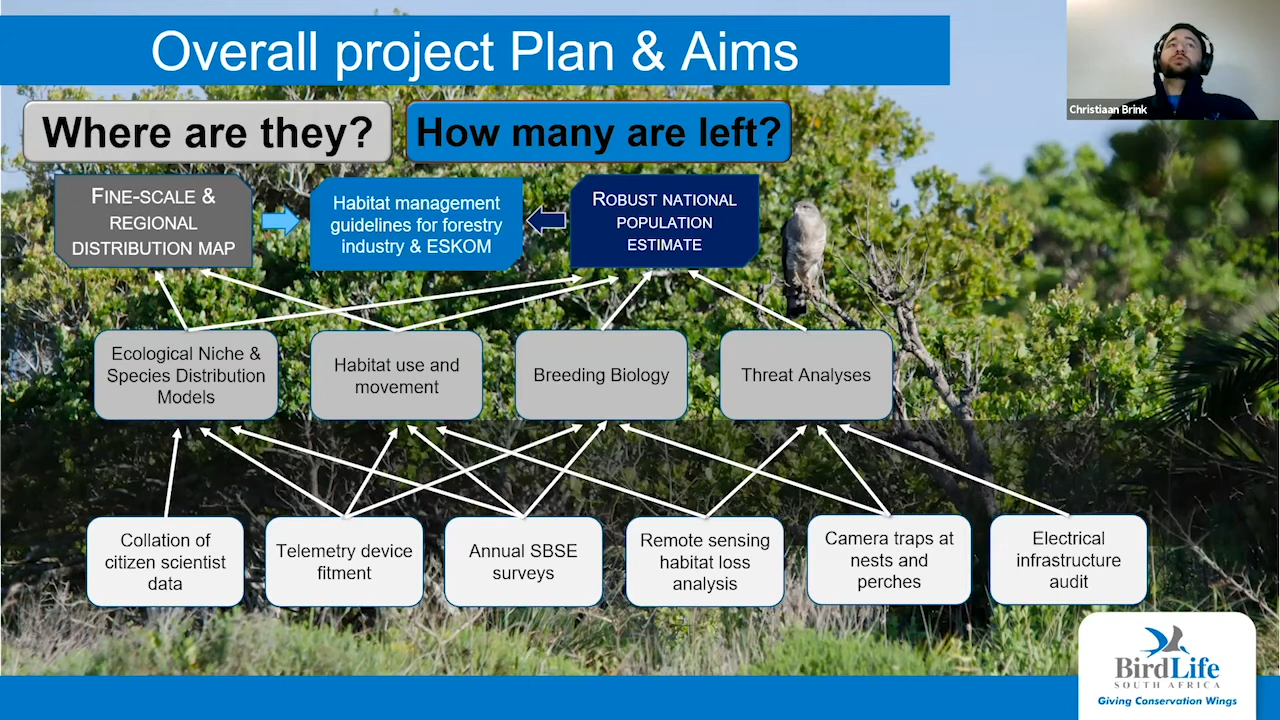 Overall project Plan & Aims
Christiaan Brink
Where are they?
How many are left?
FINE-SCALE &
REGIONAL
DISTRIBUTION MAP
Habitat management
guidelines for forestry
industry & ESKOM
ROBUST NATIONAL
POPULATION
ESTIMATE
Ecological Niche &
Species Distribution
Models
Habitat use and
movement
Breeding Biology
Threat Analyses
Collation of
citizen scientist
data
Telemetry device
fitment
Annual SBSE
surveys
Remote sensing
habitat loss
analysis
Camera traps at
nests and
perches
Electrical
infrastructure
audit
BirdLife
SOUTH AFRICA
Giving Conservation Wings